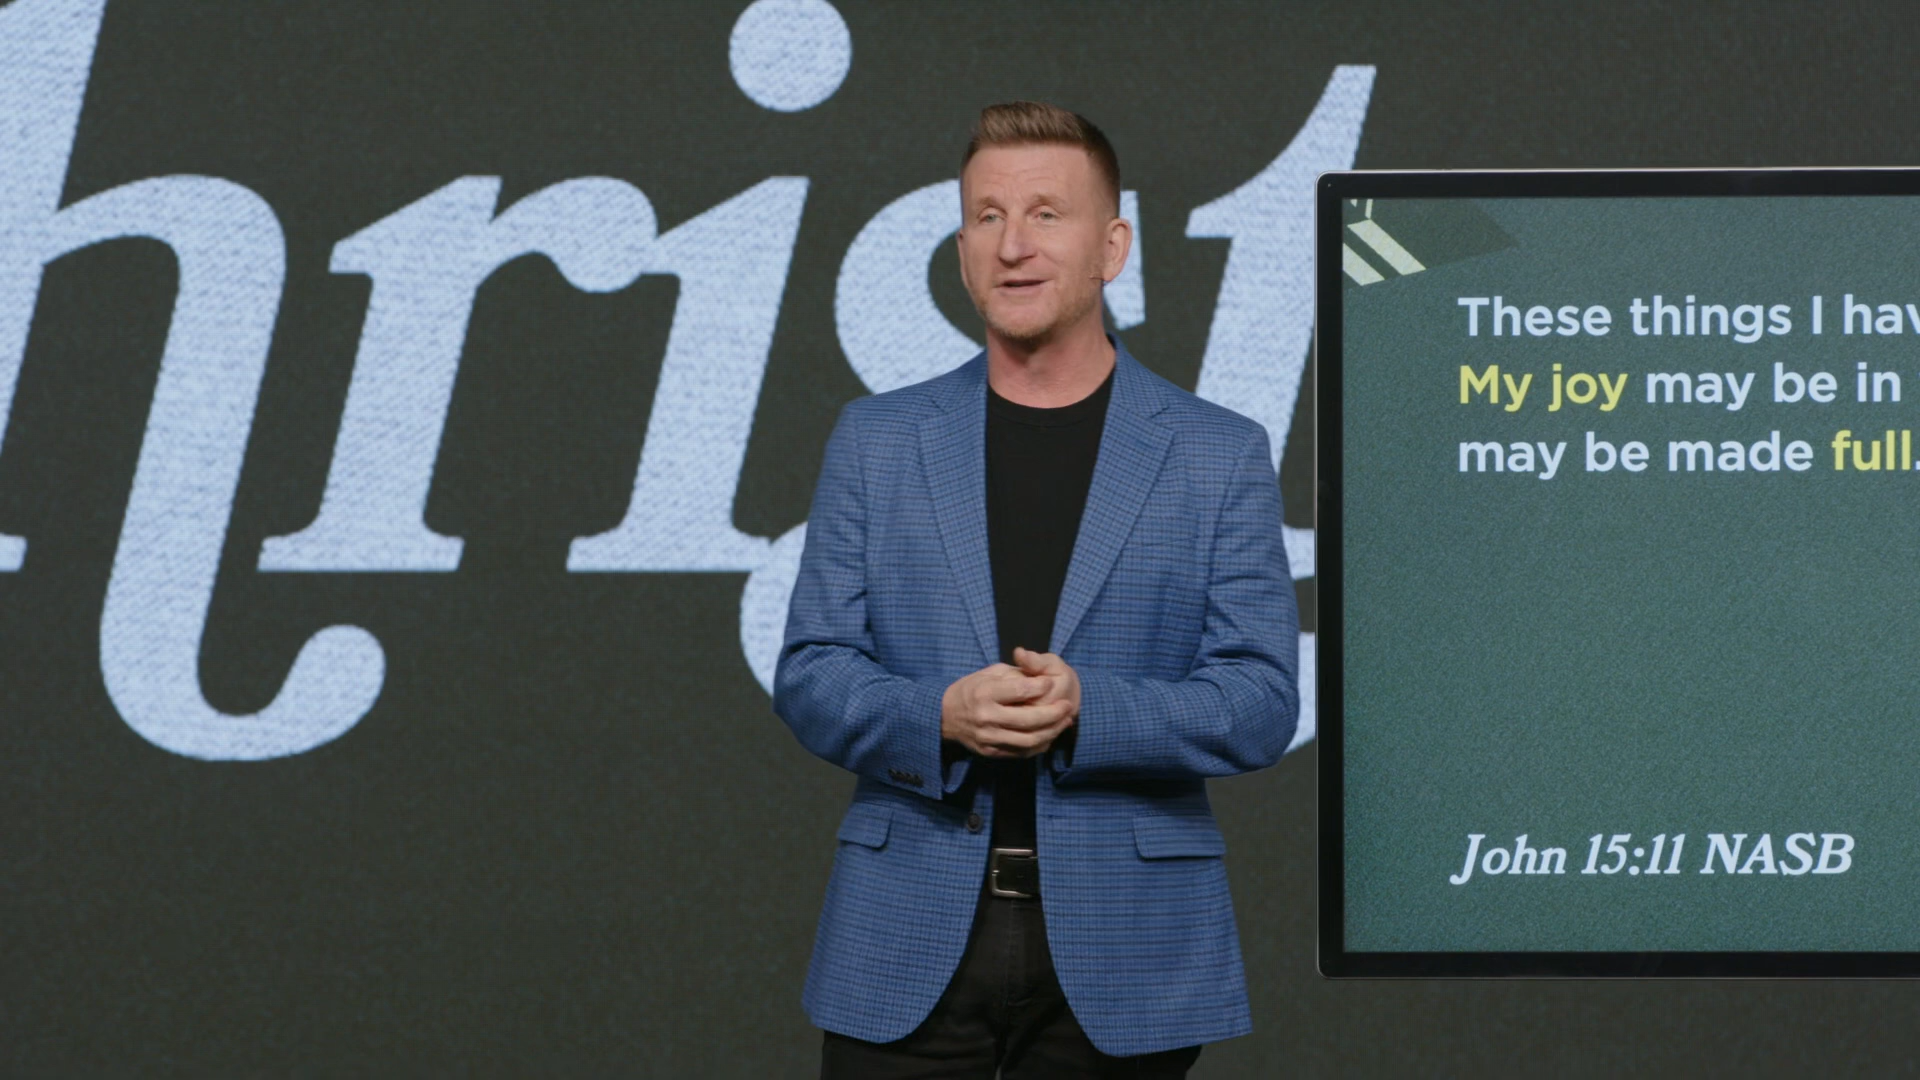 hrist
These things I hav
My joy may be in
may be made full.
John 15:11 NASB